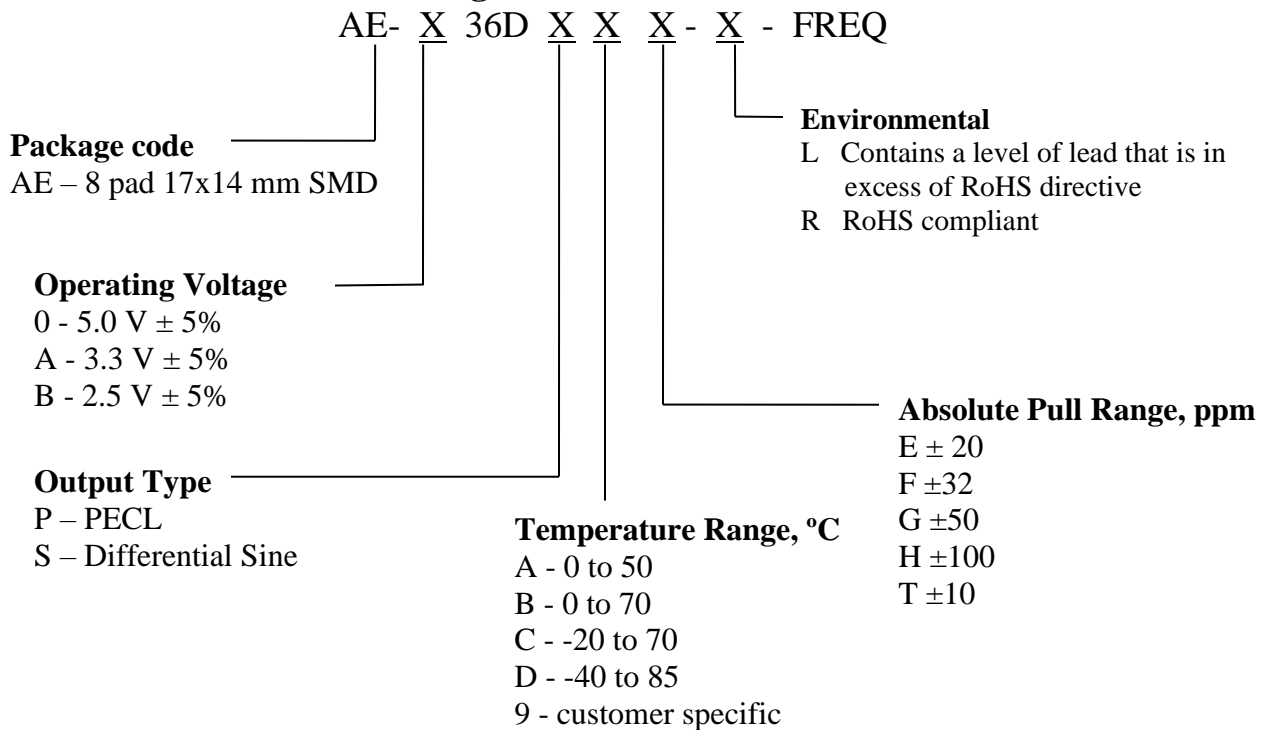 AE- X 36D X X X - X - FREQ
Package code
AE – 8 pad 17x14 mm SMD
Environmental
L Contains a level of lead that is in
excess of RoHS directive
R RoHS compliant
Operating Voltage
0 - 5.0 V ± 5%
A - 3.3 V ± 5%
B - 2.5 V ± 5%
Absolute Pull Range, ppm
E ± 20
F ±32
G ±50
H ±100
T ±10
Output Type
P – PECL
S – Differential Sine
Temperature Range, ºC
A - 0 to 50
B - 0 to 70
C - -20 to 70
D - -40 to 85
9 - customer specific